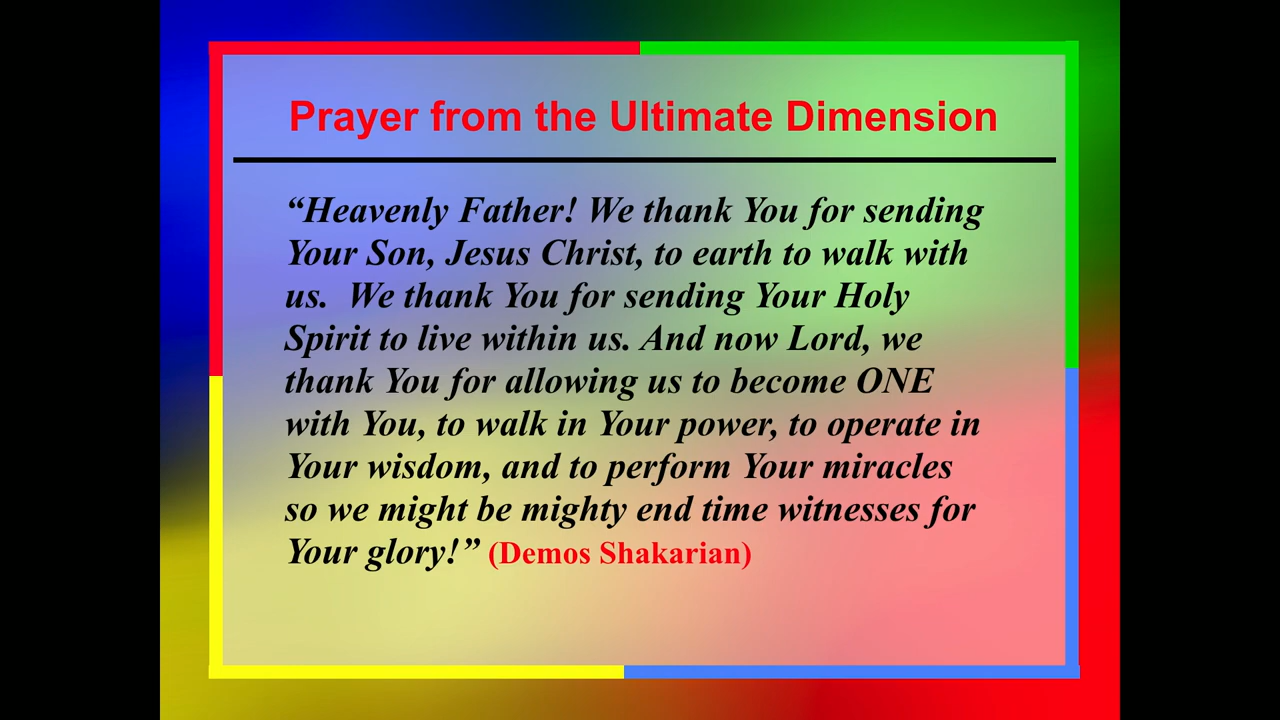 Prayer from the Ultimate Dimension
“Heavenly Father! We thank You for sending
Your Son, Jesus Christ, to earth to walk with
us.  We thank You for sending Your Holy
Spirit to live within us. And now Lord, we
thank You for allowing us to become ONE
with You, to walk in Your power, to operate in
Your wisdom, and to perform Your miracles
so we might be mighty end time witnesses for
Your glory!” (Demos Shakarian)